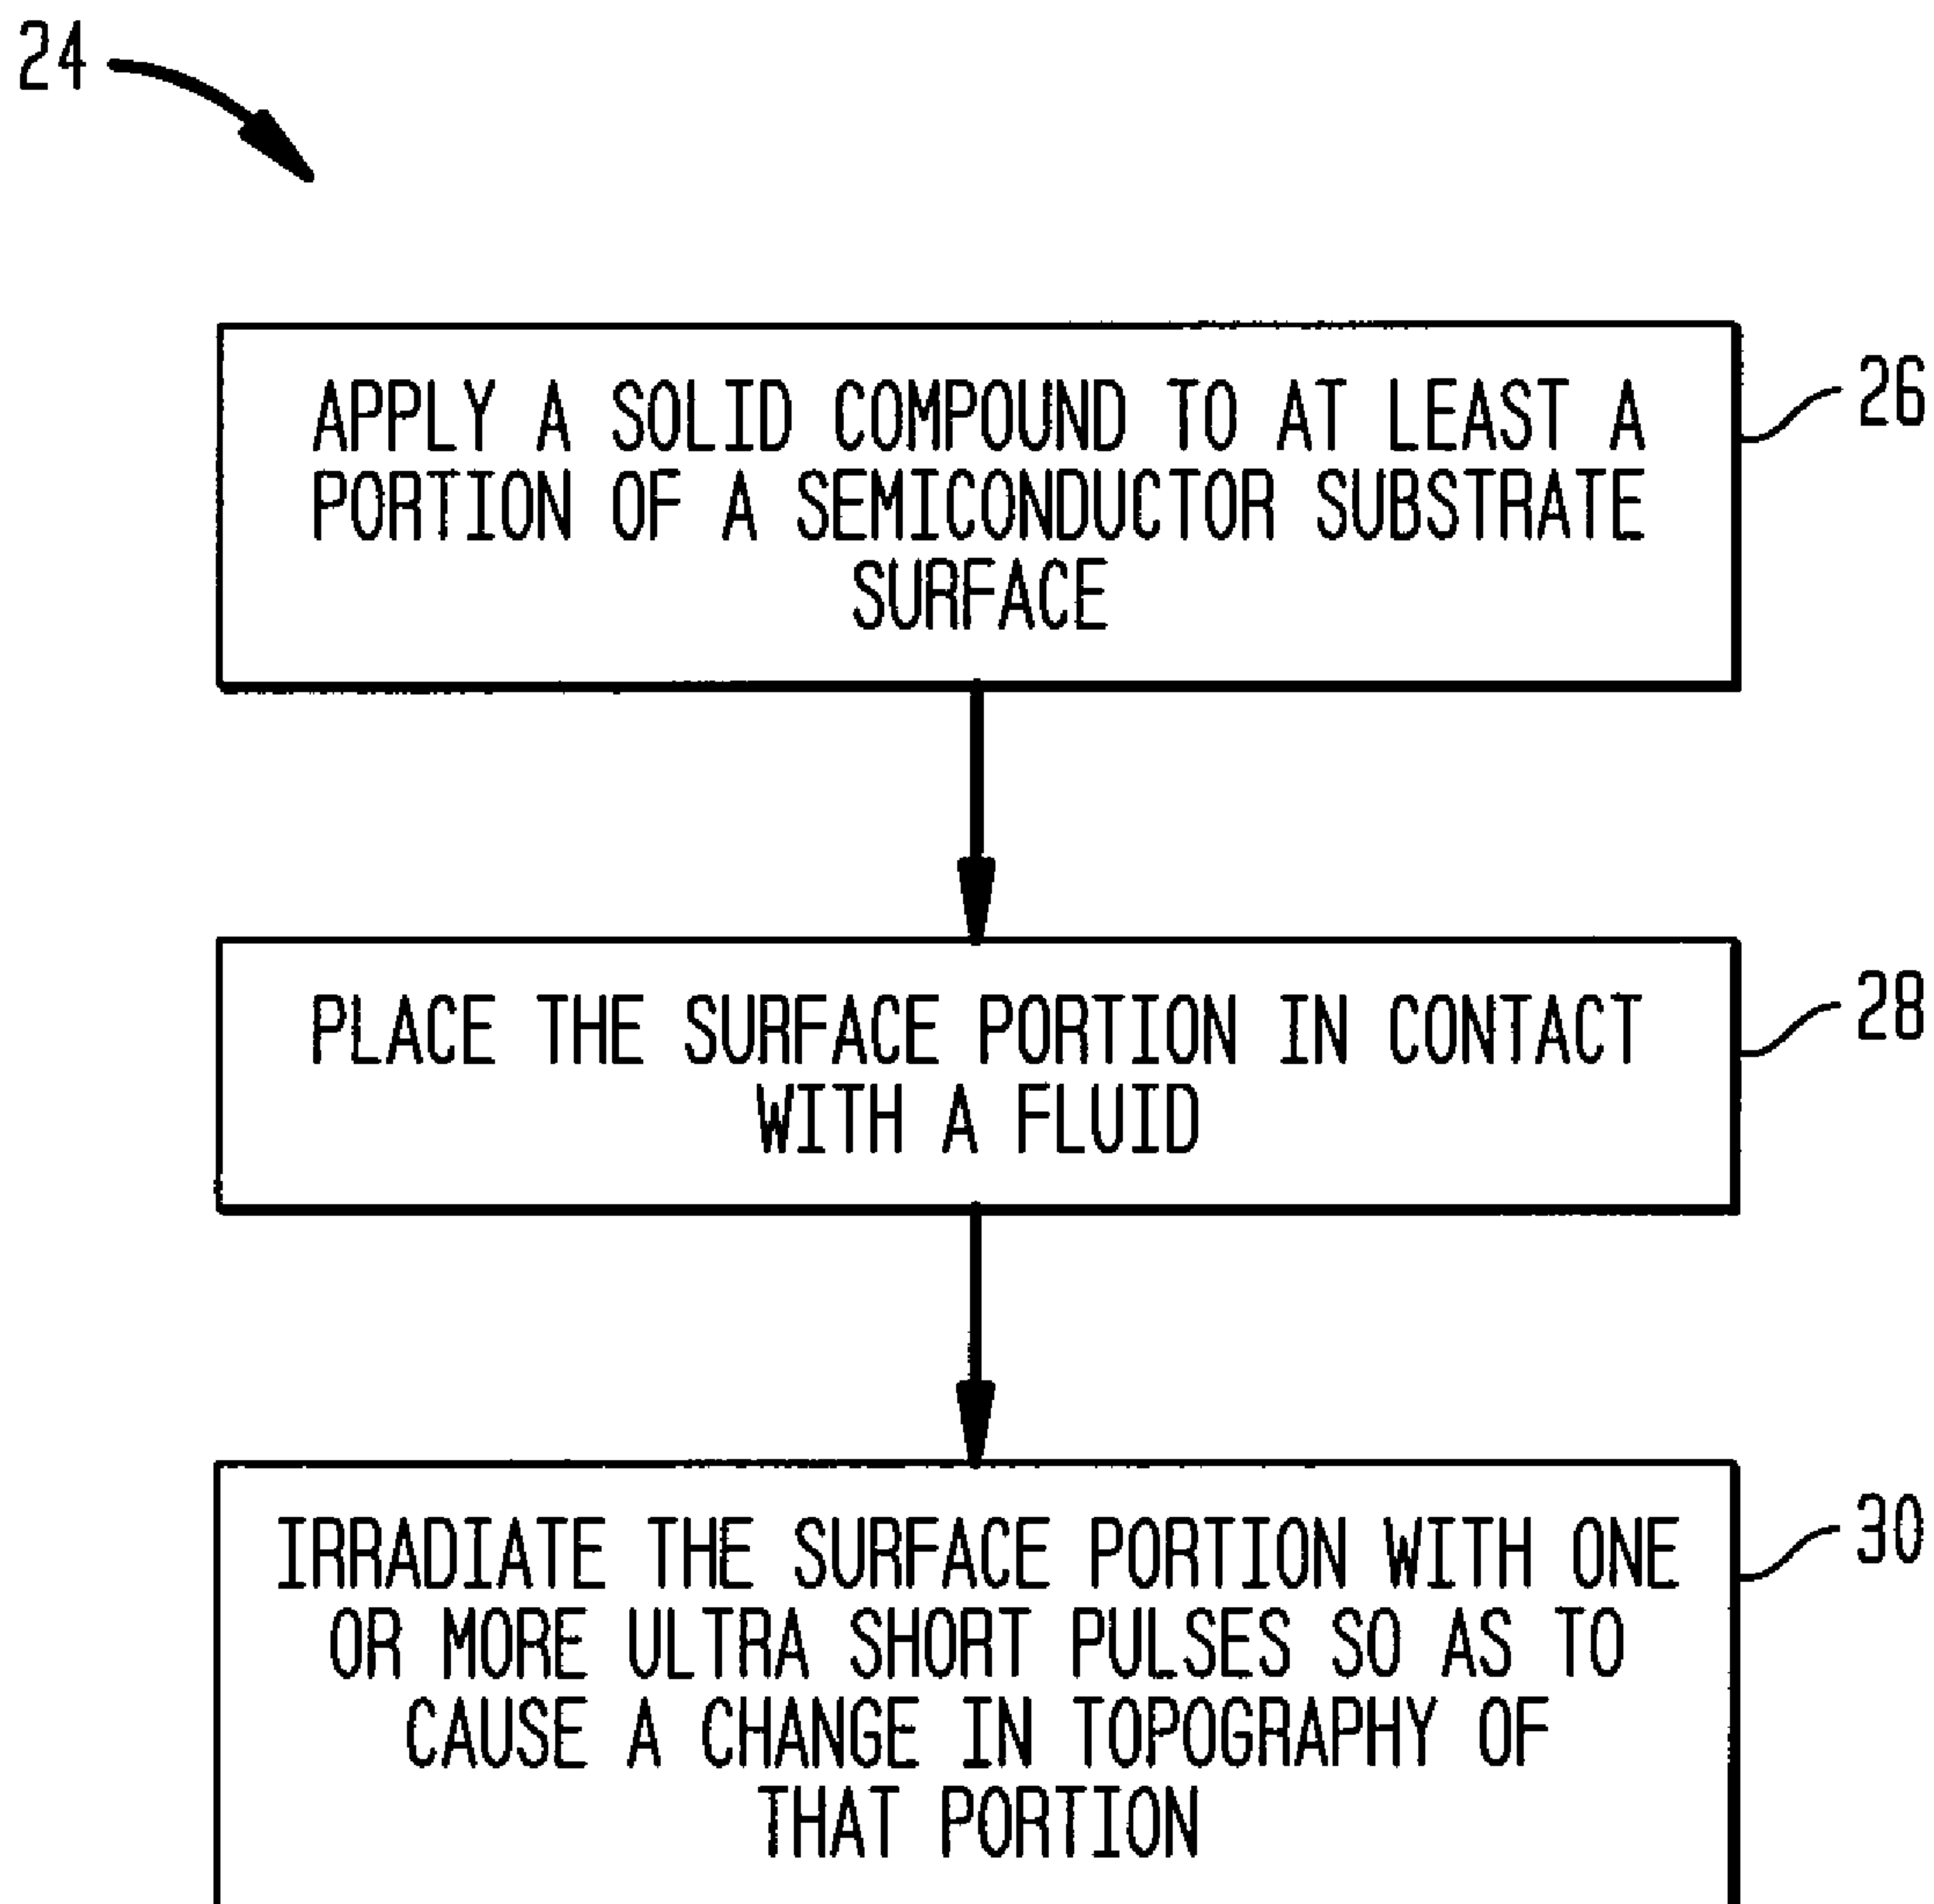 24
APPLY A SOLID COMPOUND TO AT LEAST A
PORTION OF A SEMICONDUCTOR SUBSTRATE
SURFACE
26
PLACE THE SURFACE PORTION IN CONTACT
WITH A FLUID
28
IRRADIATE THE SURFACE PORTION WITH ONE
OR MORE ULTRA SHORT PULSES SO AS TO
CAUSE A CHANGE IN TOPOGRAPHY OF
THAT PORTION
30